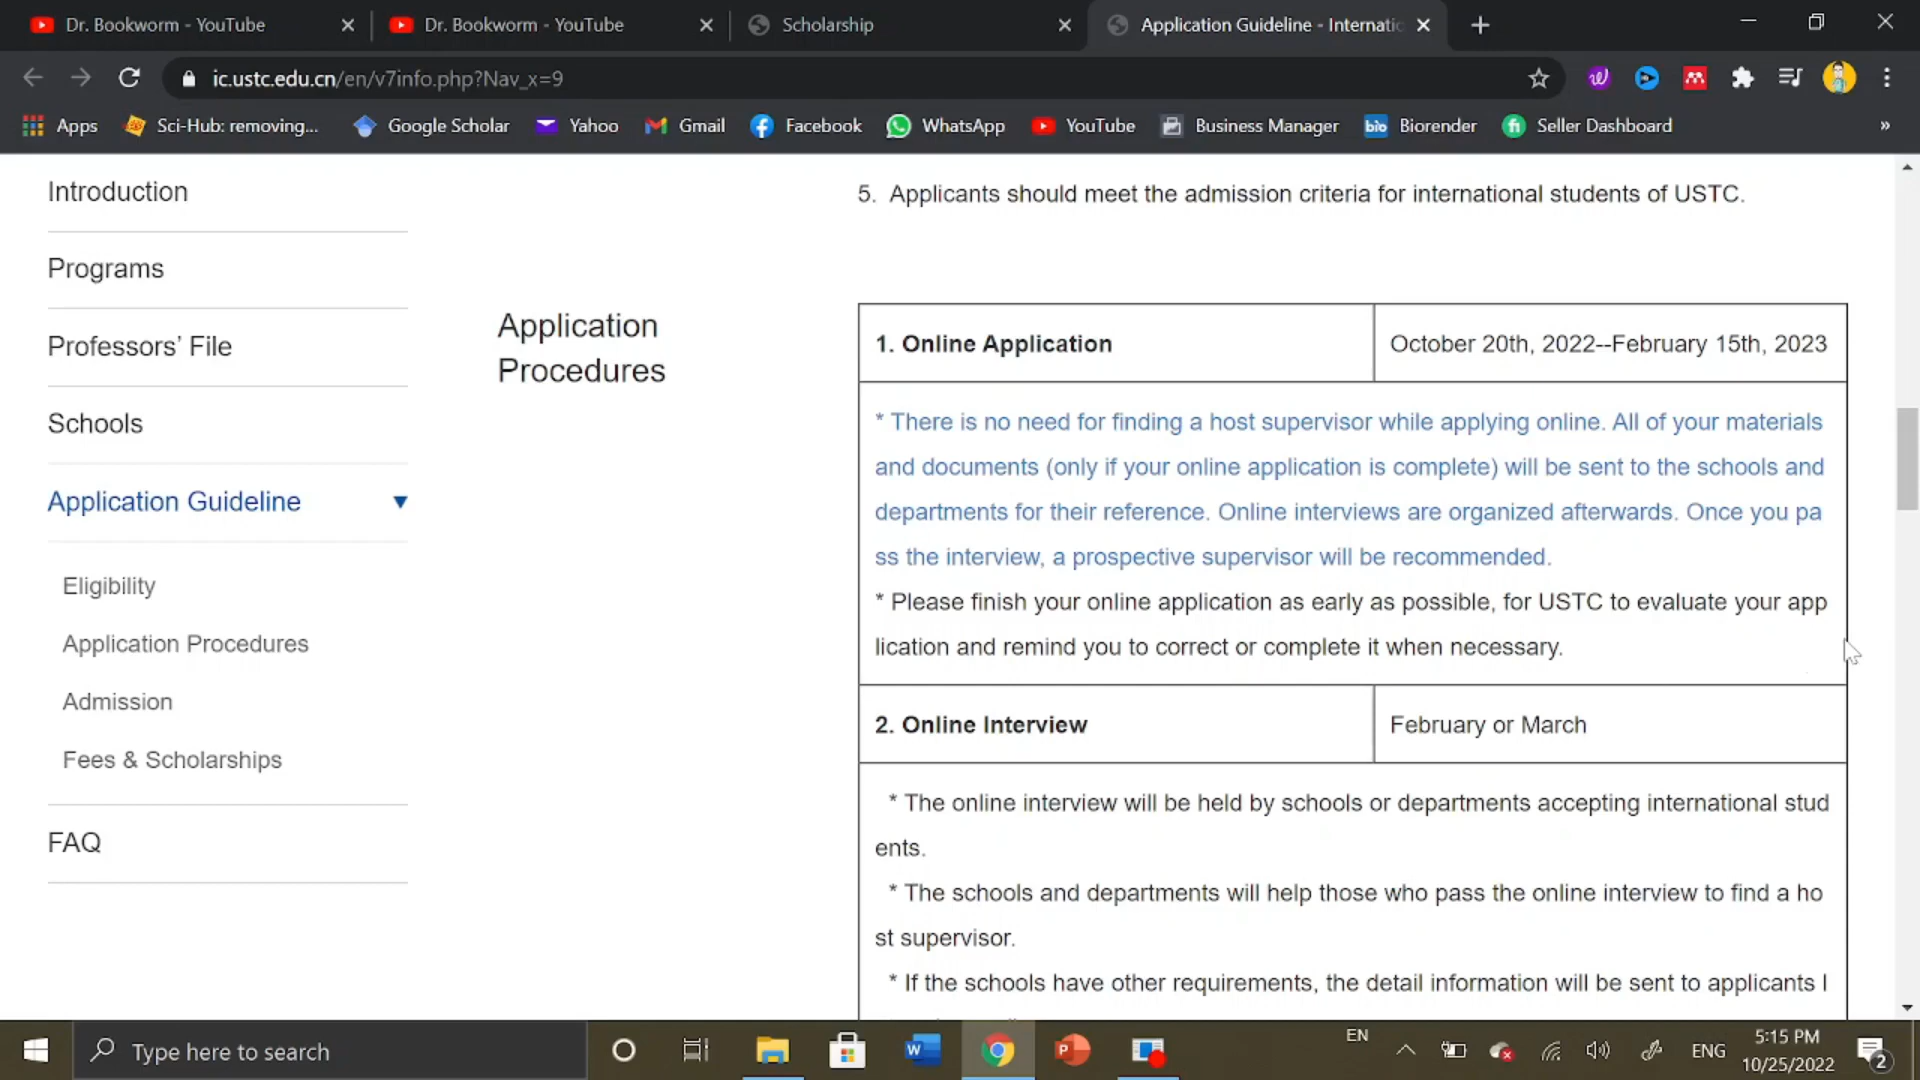 Dr. Bookworm - YouTube
Dr. Bookworm - YouTube
Scholarship
Application Guideline - Internatic
ic.ustc.edu.cn/en/v7info.php?Nav_x=9
Apps
Sci-Hub: removing...
Google Scholar
Yahoo
Gmail
Facebook
WhatsApp
YouTube
Business Manager
bio
Biorender
fi
Seller Dashboard
»
Introduction
Programs
Professors' File
Schools
Application Guideline
Eligibility
Application Procedures
Admission
Fees & Scholarships
FAQ
Application
Procedures
5. Applicants should meet the admission criteria for international students of USTC.
1. Online Application
October 20th, 2022--February 15th, 2023
* There is no need for finding a host supervisor while applying online. All of your materials
and documents (only if your online application is complete) will be sent to the schools and
departments for their reference. Online interviews are organized afterwards. Once you pa
ss the interview, a prospective supervisor will be recommended.
* Please finish your online application as early as possible, for USTC to evaluate your app
lication and remind you to correct or complete it when necessary.
2. Online Interview
February or March
* The online interview will be held by schools or departments accepting international stud
ents.
* The schools and departments will help those who pass the online interview to find a ho
st supervisor.
* If the schools have other requirements, the detail information will be sent to applicants l
Type here to search
W
P
EN
ENG
5:15 PM
10/25/2022
2